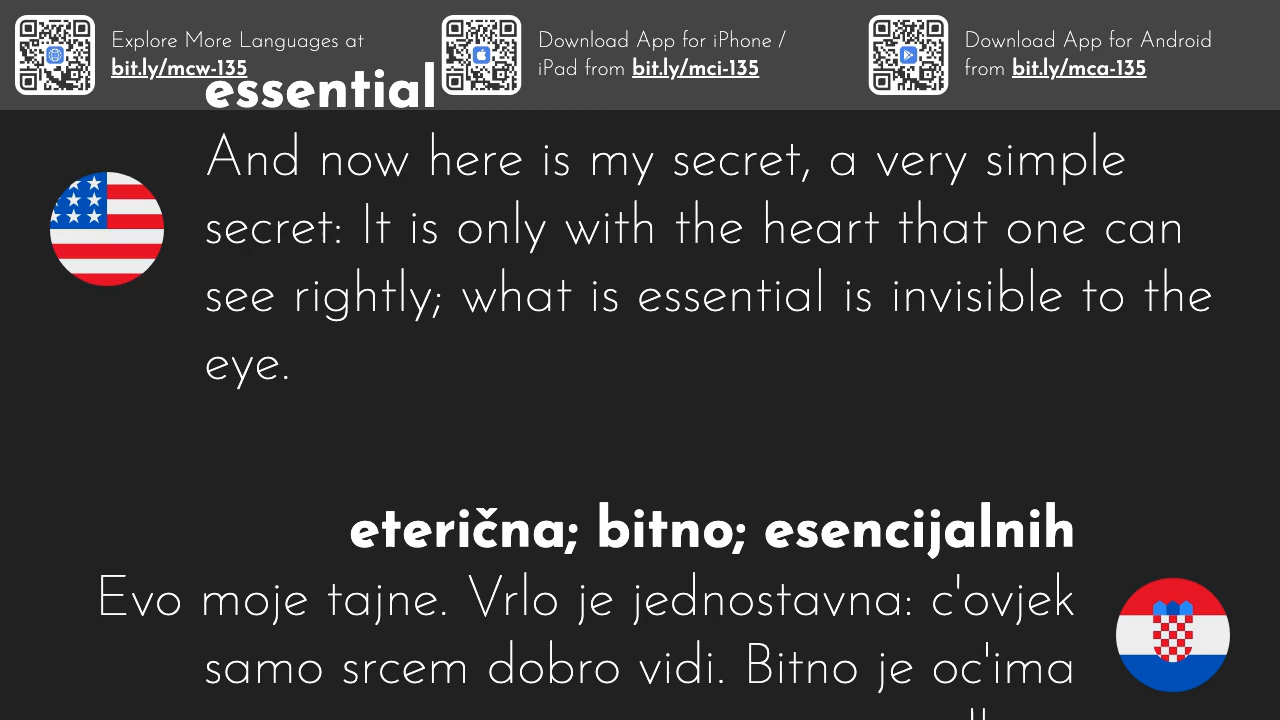 Explore More Languages at
bit.ly/mcw-135
Download App for iPhone /
iPad from bit.ly/mci-135
Download App for Android
from bit.ly/mca-135
essential
And now here is my secret, a very simple
secret: It is only with the heart that one can
see rightly; what is essential is invisible to the
eye.
eterična; bitno; esencijalnih
Evo moje tajne. Vrlo je jednostavna: c'ovjek
samo srcem dobro vidi. Bitno je oc'ima